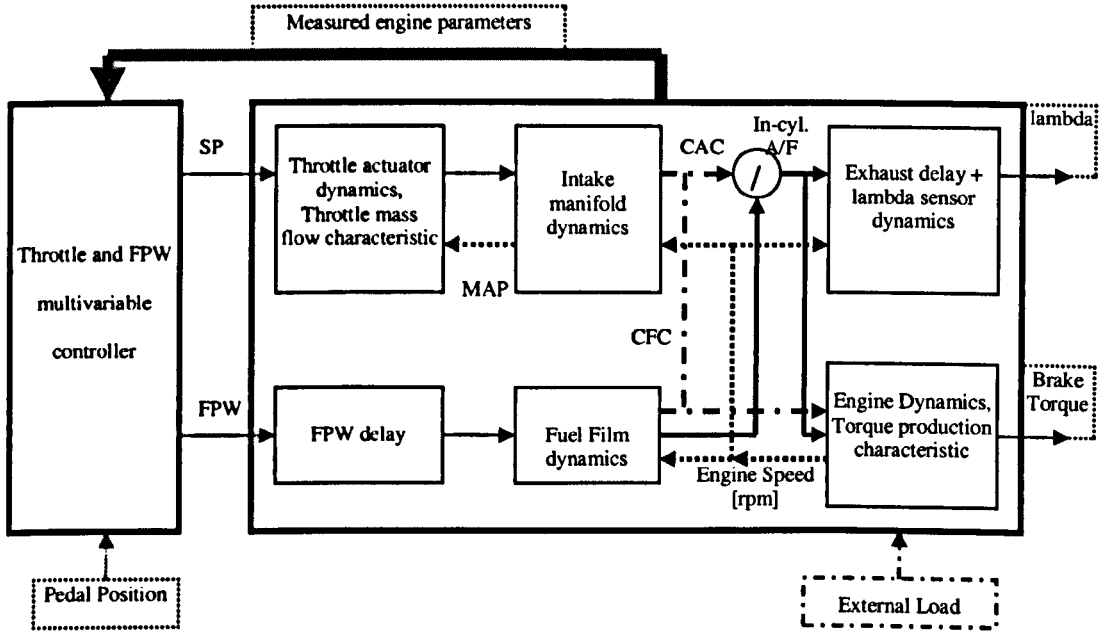 Measured engine parameters
lambda
In-cyl.
A/F
CAC
SP
/
Throttle actuator
dynamics,
Throttle mass
flow characteristic
Intake
manifold
dynamics
Exhaust delay +
lambda sensor
dynamics
Throttle and FPW
multivariable
controller
MAP
CFC
FPW
Brake
Torque
FPW delay
Fuel Film
dynamics
Engine Dynamics,
Torque production
characteristic
Engine Speed
[rpm]
Pedal Position
External Load